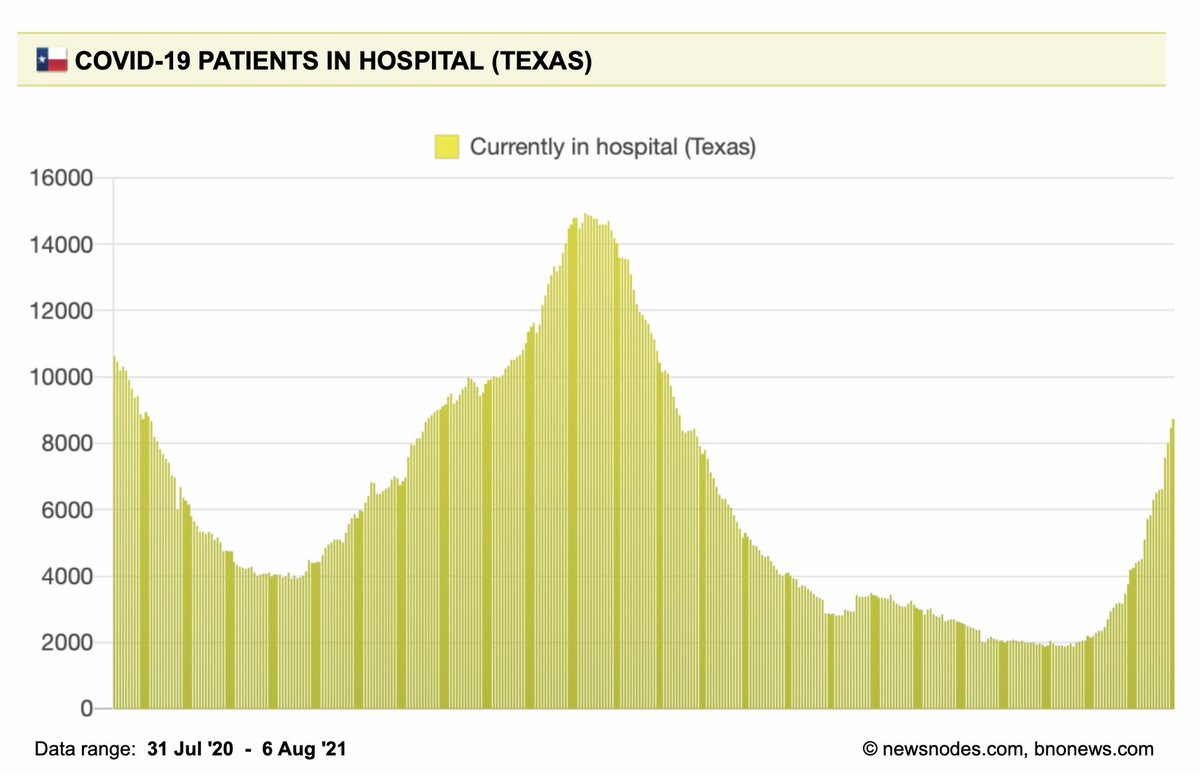 COVID-19 PATIENTS IN HOSPITAL (TEXAS)
Currently in hospital (Texas)
16000
14000
12000
10000
8000
6000
4000
2000
0
Data range: 31 Jul '20 - 6 Aug '21
© newsnodes.com, bnonews.com